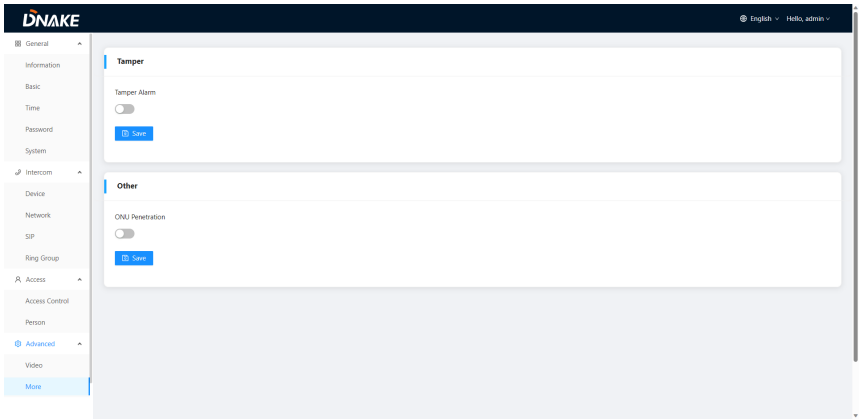 DNAKE
English
Hello, admin
General
Information
Basic
Time
Password
System
Intercom
Device
Network
SIP
Ring Group
Access
Access Control
Person
Advanced
Video
More
Tamper
Tamper Alarm
Save
Other
ONU Penetration
Save